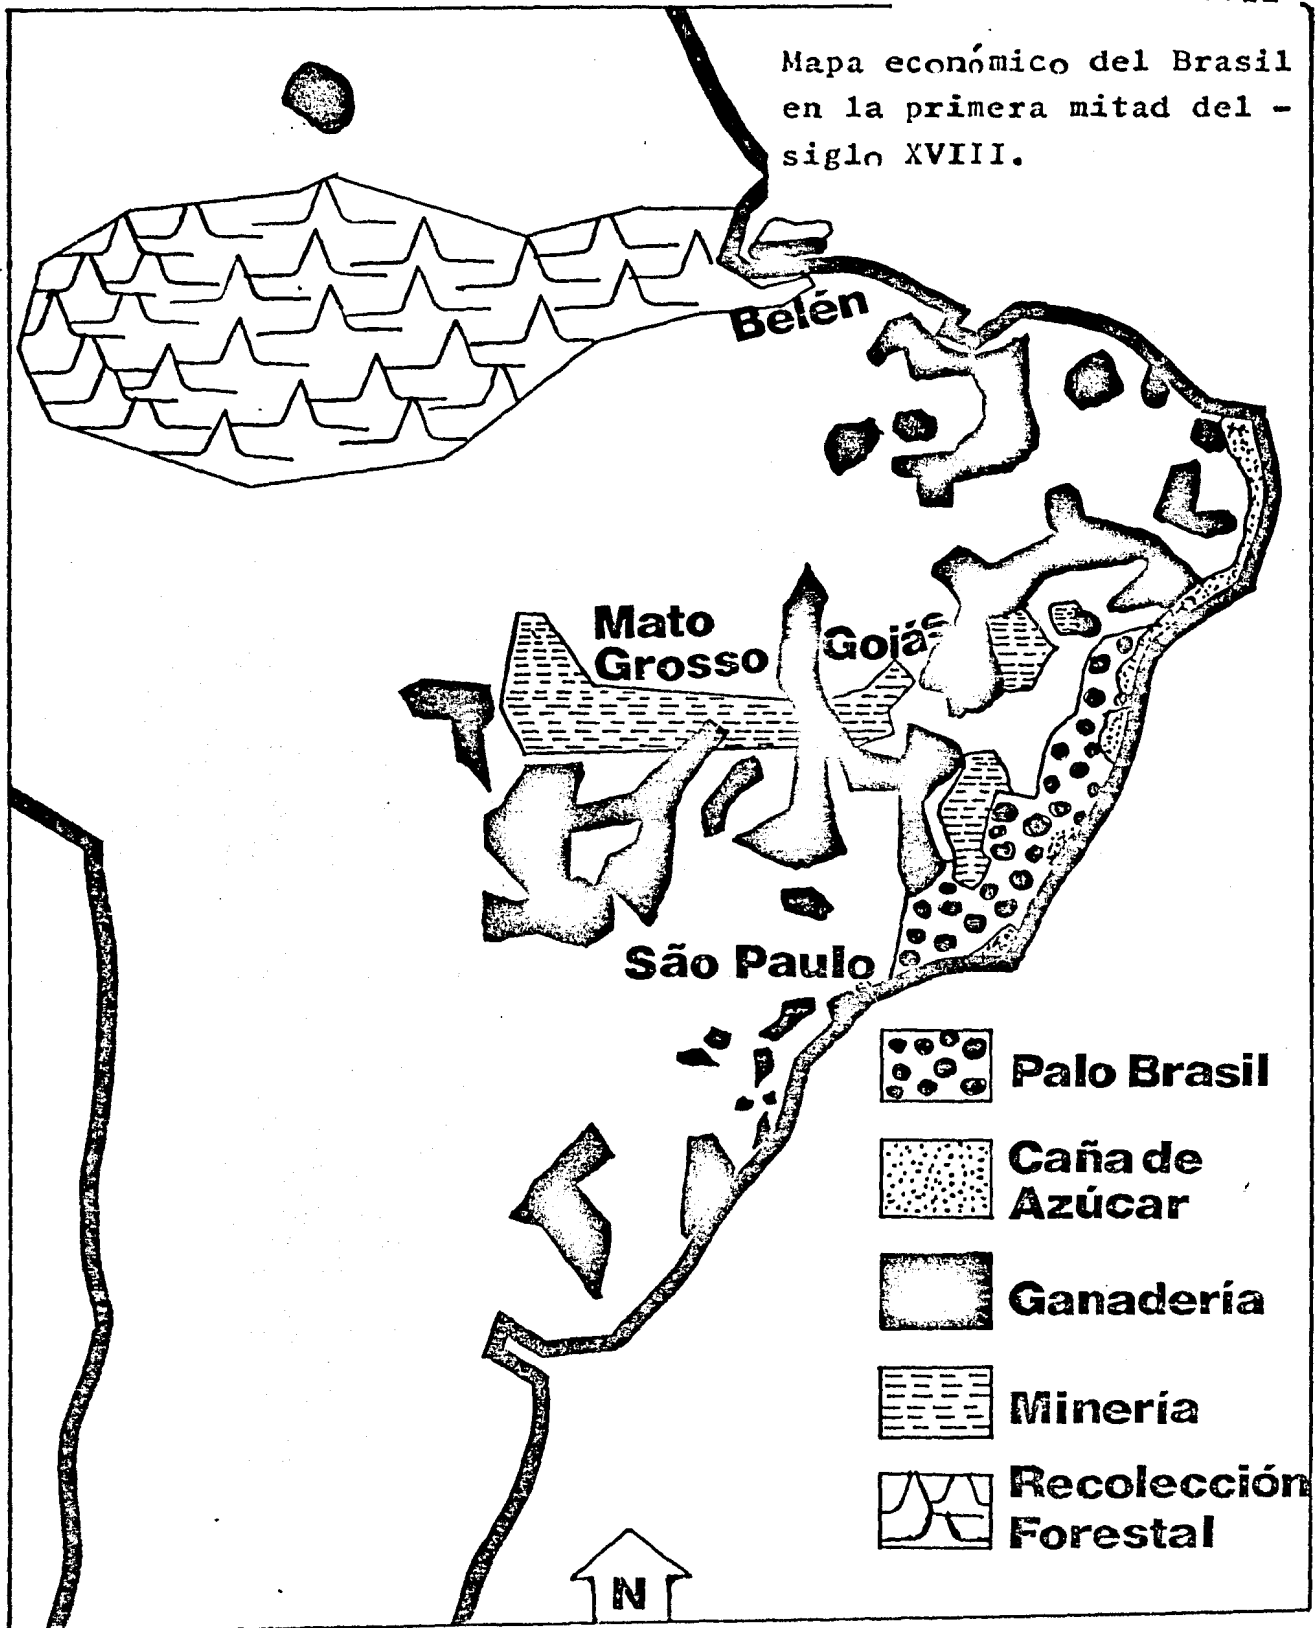 Mapa económico del Brasil
en la primera mitad del -
siglo XVIII.
Belén
Mato
Grosso
Goiás
São Paulo
Palo Brasil
Caña de
Azúcar
Ganadería
Minería
Recolección
Forestal
N